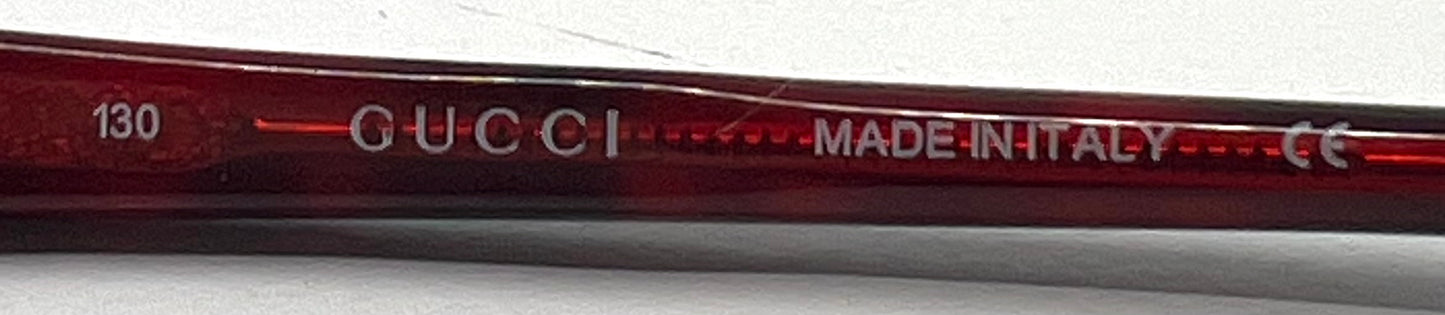 130 GUCCI MADE IN ITALY CE